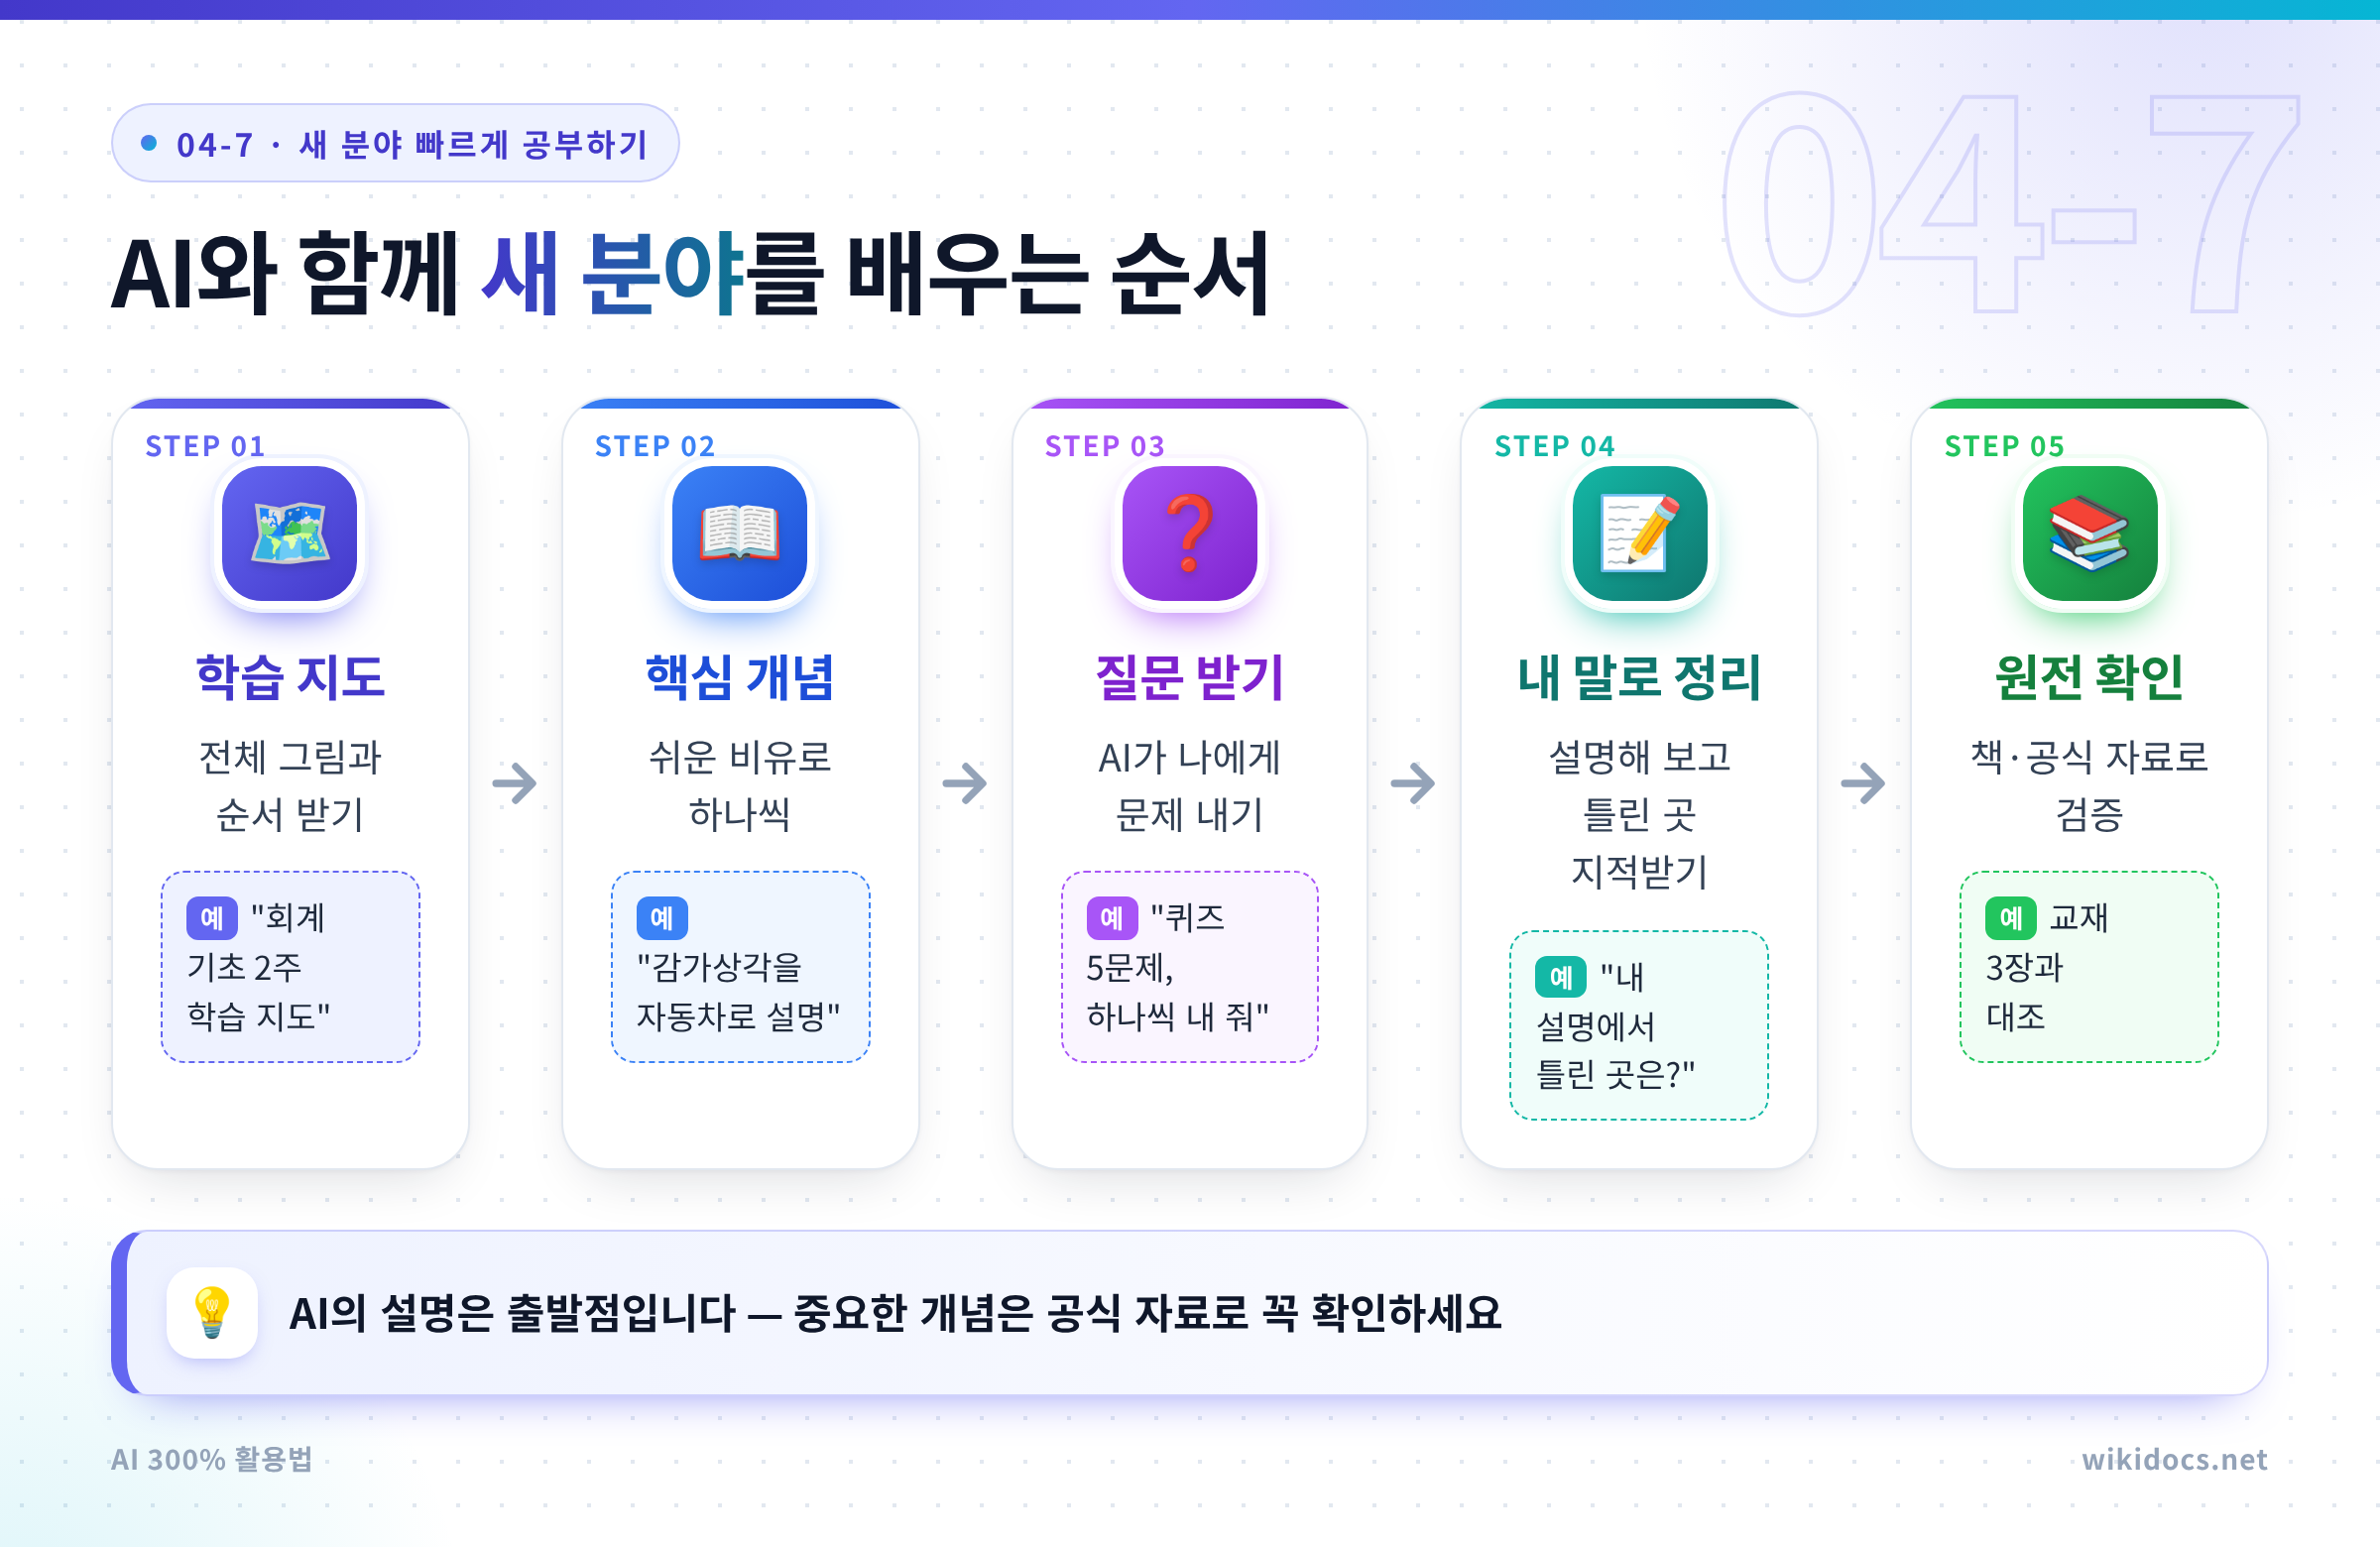 04-7 · 새 분야 빠르게 공부하기
04-7
AI와 함께 새 분야를 배우는 순서
STEP 01
학습 지도
전체 그림과
순서 받기
예 "회계
기초 2주
학습 지도"
STEP 02
핵심 개념
쉬운 비유로
하나씩
예
"감가상각을
자동차로 설명"
STEP 03
질문 받기
AI가 나에게
문제 내기
예 "퀴즈
5문제,
하나씩 내 줘"
STEP 04
내 말로 정리
설명해 보고
틀린 곳
지적받기
예 "내
설명에서
틀린 곳은?"
STEP 05
원전 확인
책·공식 자료로
검증
예 교재
3장과
대조
AI의 설명은 출발점입니다 — 중요한 개념은 공식 자료로 꼭 확인하세요
AI 300% 활용법
wikidocs.net